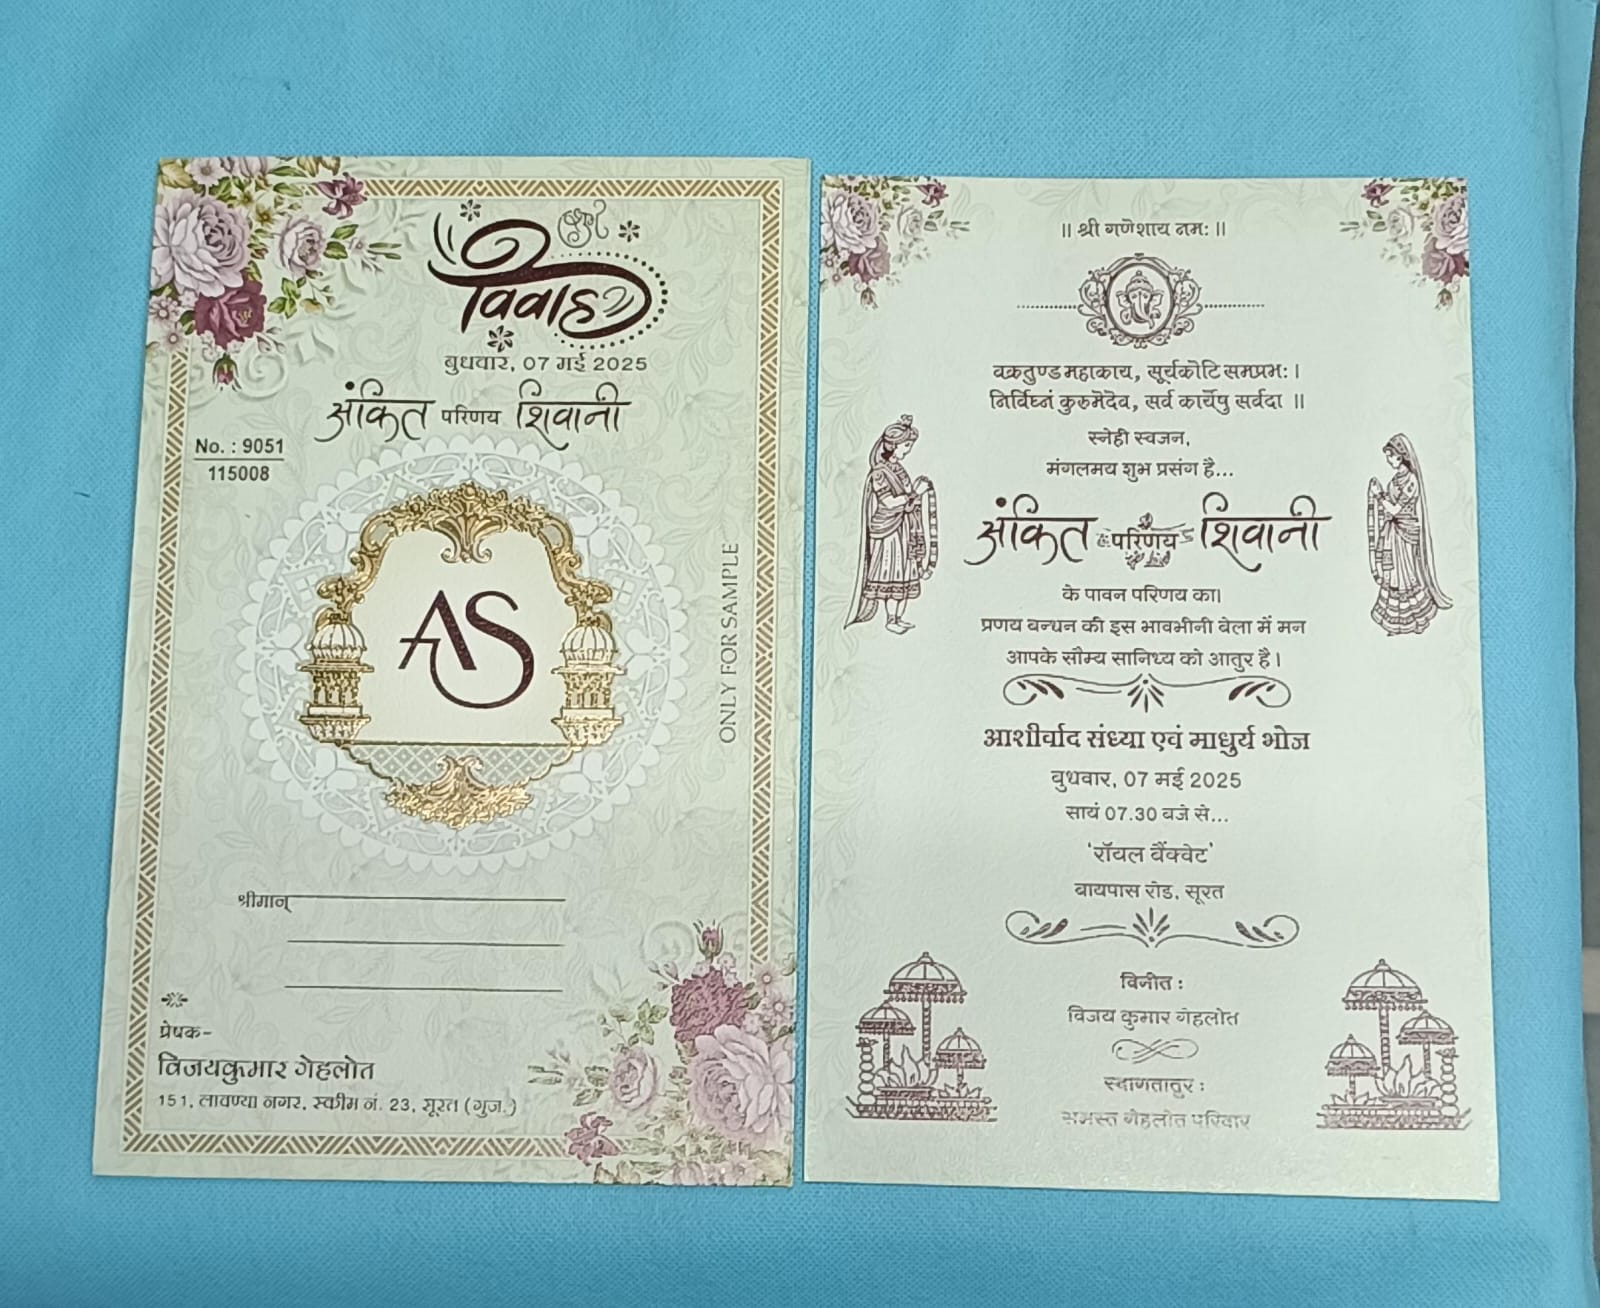 विवाह
बुधवार, 07 मई 2025
अंकित परिणय शिवानी
No. : 9051
115008
AS
ONLY FOR SAMPLE
श्रीमान्
प्रेषक-
विजयकुमार गेहलोत
151, लावण्या नगर, स्कीम नं. 23, सूरत (गुज.)
॥ श्री गणेशाय नम: ॥
वक्रतुण्ड महाकाय, सूर्यकोटि समप्रभ: ।
निर्विघ्नं कुरुमेदेव, सर्व कार्येषु सर्वदा ॥
स्नेही स्वजन,
मंगलमय शुभ प्रसंग है...
अंकित परिणय शिवानी
के पावन परिणय का।
प्रणय बन्धन की इस भावभीनी बेला में मन
आपके सौम्य सानिध्य को आतुर है।
आशीर्वाद संध्या एवं माधुर्य भोज
बुधवार, 07 मई 2025
सायं 07.30 बजे से...
'रॉयल बैंक्वेट'
बायपास रोड, सूरत
विनीत :
विजय कुमार गेहलोत
स्वागतातुर :
समस्त गेहलोत परिवार